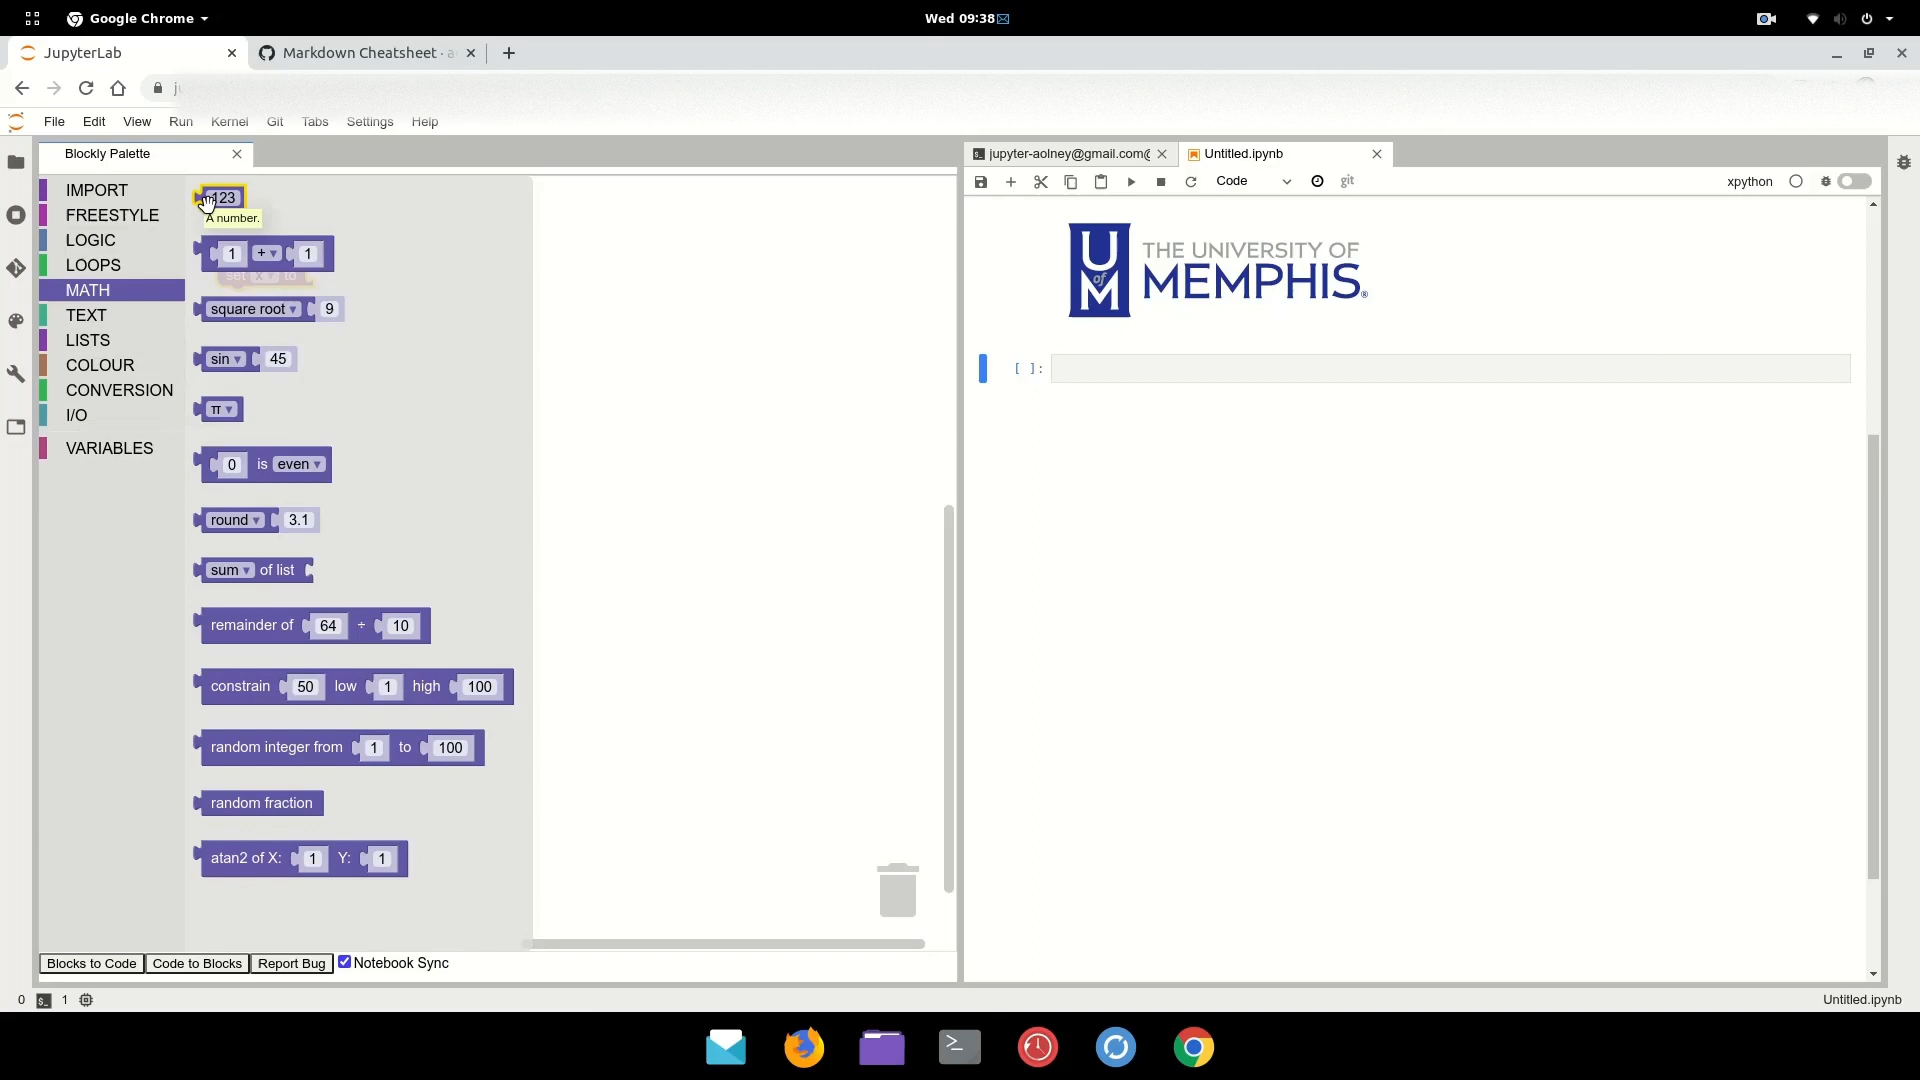 Google Chrome
Wed 09:38
JupyterLab
Markdown Cheatsheet · a
File Edit View Run Kernel Git Tabs Settings Help
Blockly Palette
IMPORT
FREESTYLE
LOGIC
LOOPS
MATH
TEXT
LISTS
COLOUR
CONVERSION
I/O
VARIABLES
123
A number.
1 + 1
set x to
square root 9
sin 45
π
0 is even
round 3.1
sum of list
remainder of 64 ÷ 10
constrain 50 low 1 high 100
random integer from 1 to 100
random fraction
atan2 of X: 1 Y: 1
Blocks to Code Code to Blocks Report Bug Notebook Sync
jupyter-aolney@gmail.com@ Untitled.ipynb
Code git xpython
U of M THE UNIVERSITY OF
MEMPHIS®
[ ]:
0 $_ 1 Untitled.ipynb